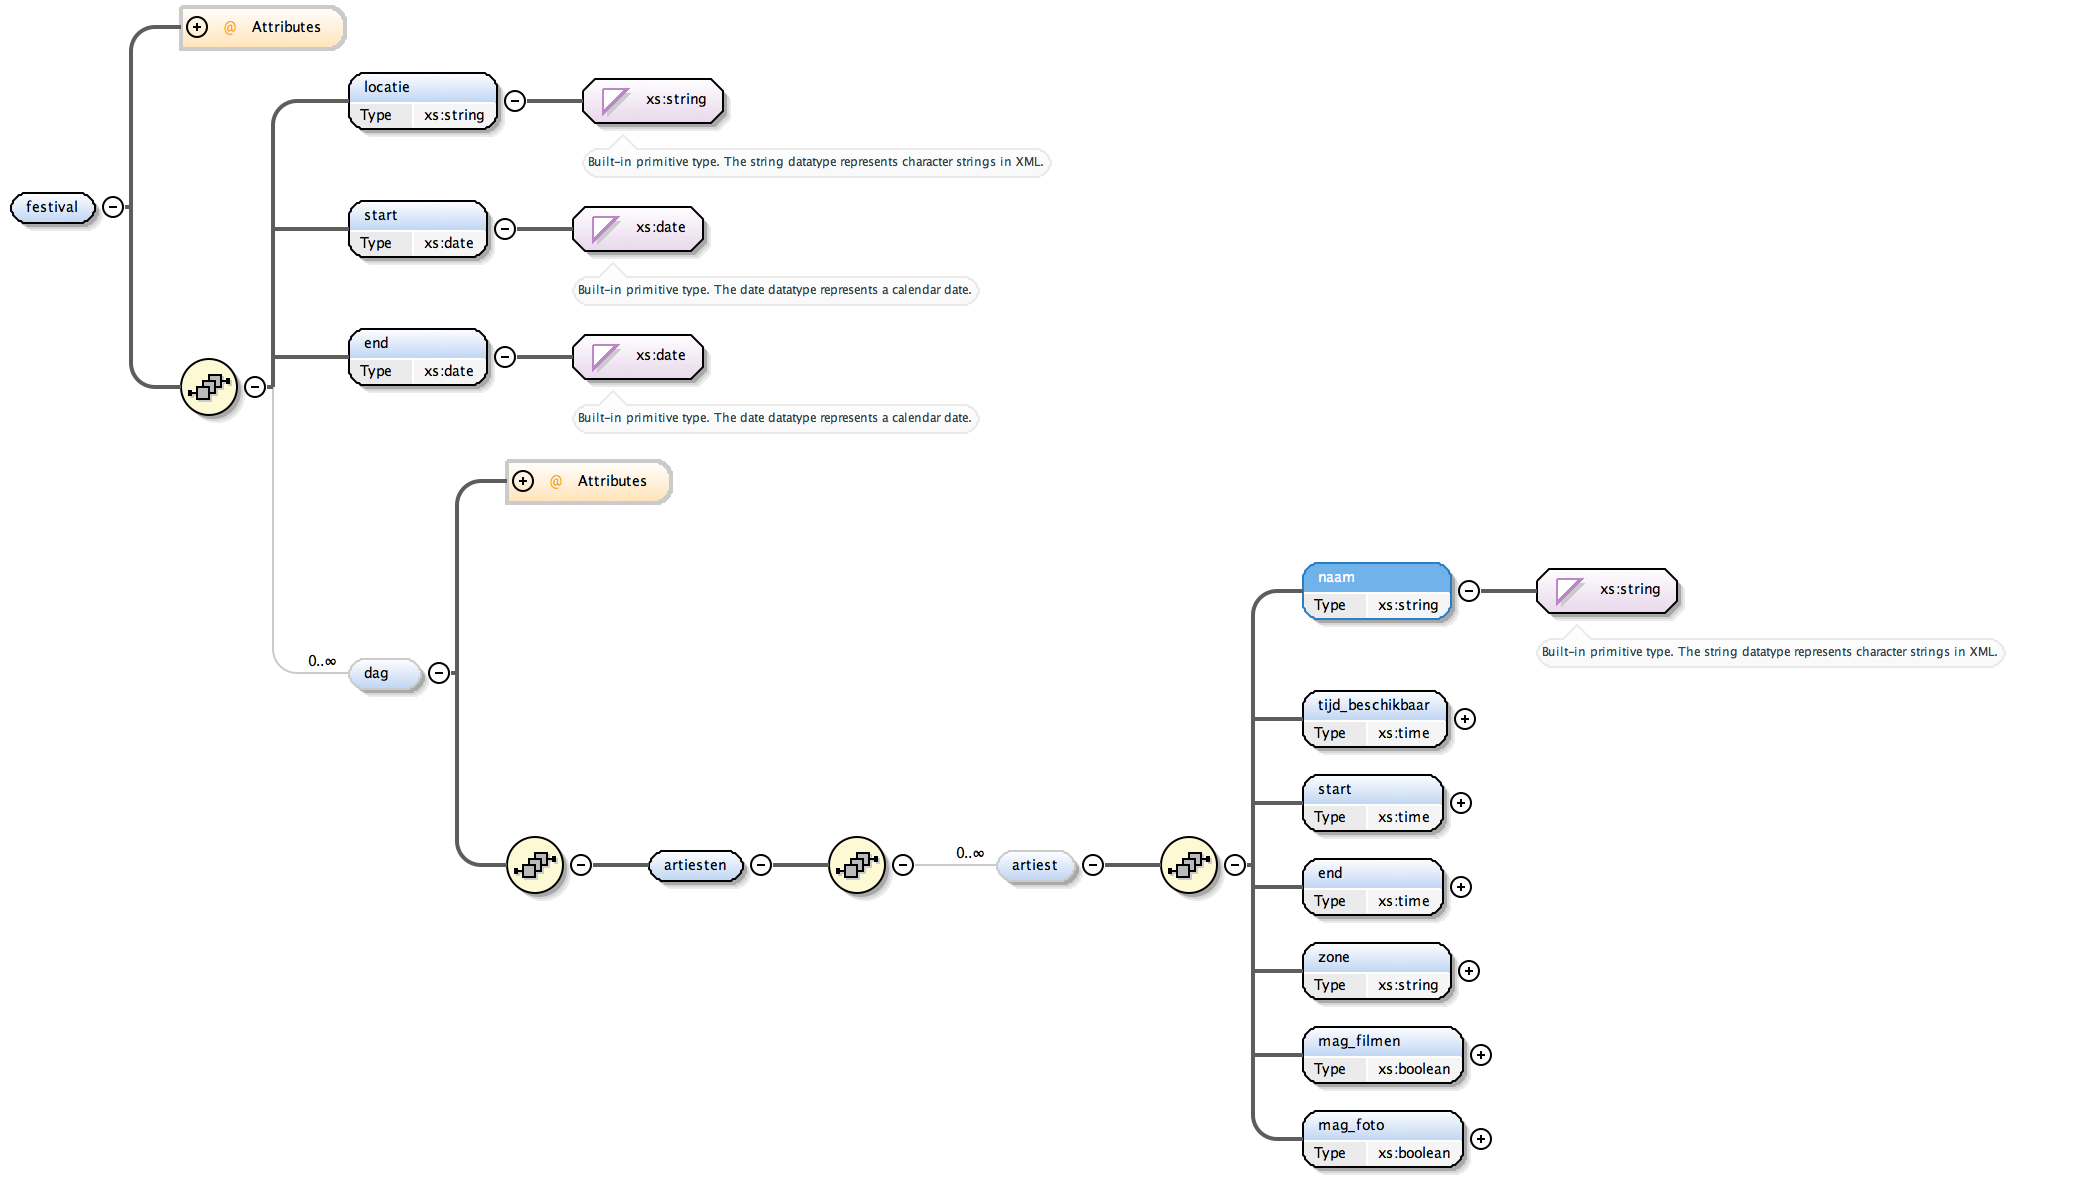 @ Attributes
locatie
Type xs:string
xs:string
Built-in primitive type. The string datatype represents character strings in XML.
festival
start
Type xs:date
xs:date
Built-in primitive type. The date datatype represents a calendar date.
end
Type xs:date
xs:date
Built-in primitive type. The date datatype represents a calendar date.
@ Attributes
0..∞
dag
naam
Type xs:string
xs:string
Built-in primitive type. The string datatype represents character strings in XML.
tijd_beschikbaar
Type xs:time
start
Type xs:time
artiesten
0..∞
artiest
end
Type xs:time
zone
Type xs:string
mag_filmen
Type xs:boolean
mag_foto
Type xs:boolean